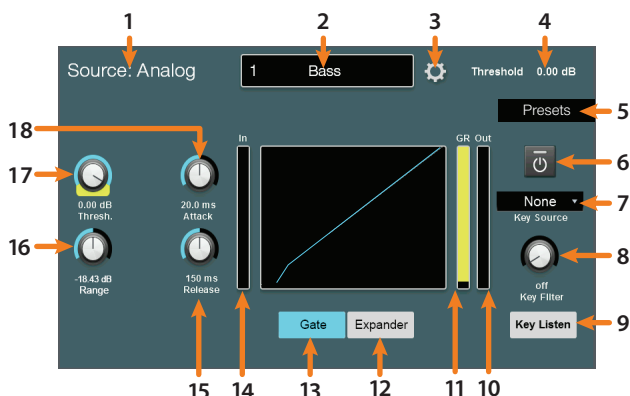 1 2 3 4
Source: Analog
1 Bass
Threshold 0.00 dB
Presets 5
In
GR Out
18
17
6
0.00 dB
Thresh.
20.0 ms
Attack
None 7
Key Source
16
8
-18.43 dB
Range
150 ms
Release
off
Key Filter
Gate
Expander
Key Listen 9
15 14 13 12 11 10